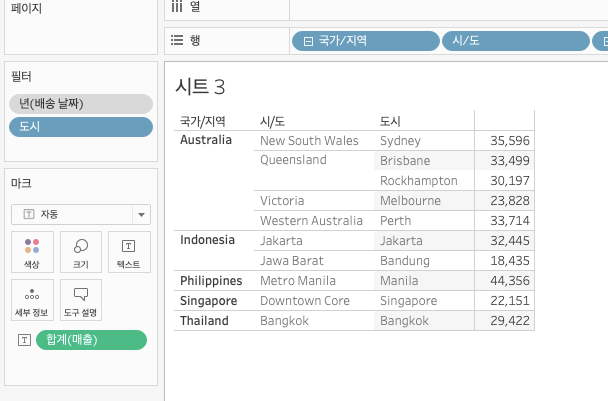 페이지
열
행
국가/지역
시/도
필터
년(배송 날짜)
도시
마크
자동
색상
크기
텍스트
세부 정보
도구 설명
합계(매출)
시트 3
국가/지역 시/도 도시
Australia New South Wales Sydney 35,596
Queensland Brisbane 33,499
Rockhampton 30,197
Victoria Melbourne 23,828
Western Australia Perth 33,714
Indonesia Jakarta Jakarta 32,445
Jawa Barat Bandung 18,435
Philippines Metro Manila Manila 44,356
Singapore Downtown Core Singapore 22,151
Thailand Bangkok Bangkok 29,422